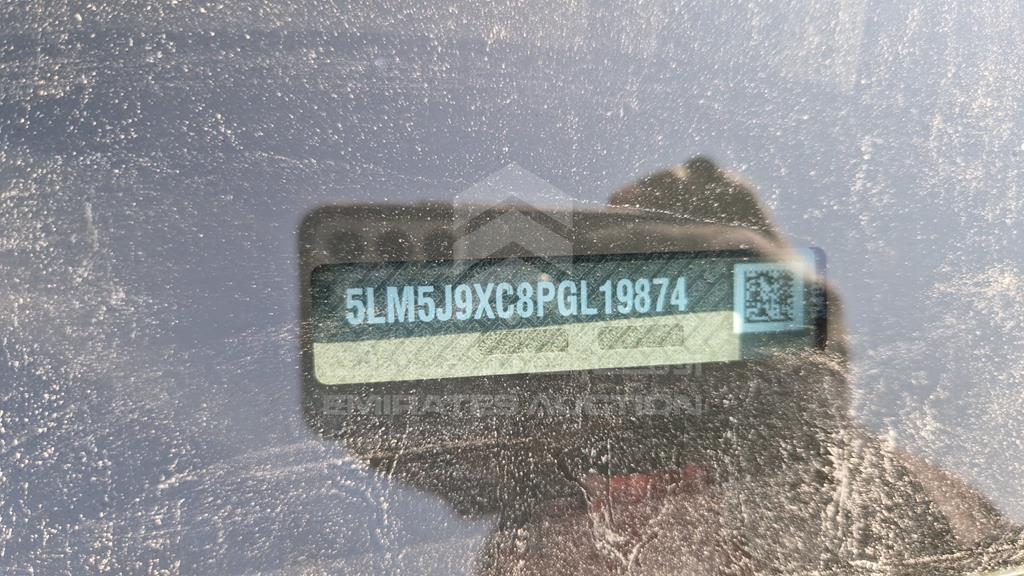 5LM5J9XC8PGL19874
EMIRATES AUCTION